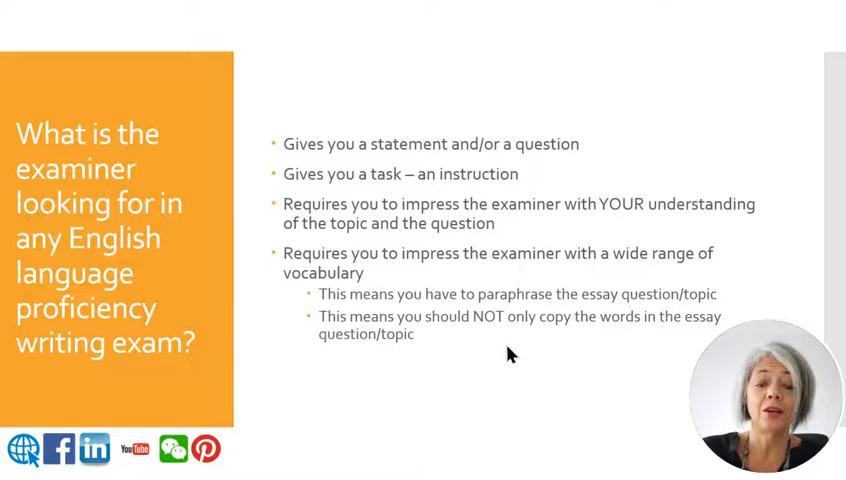 What is the
examiner
looking for in
any English
language
proficiency
writing exam?
Gives you a statement and/or a question
Gives you a task – an instruction
Requires you to impress the examiner with YOUR understanding
of the topic and the question
Requires you to impress the examiner with a wide range of
vocabulary
This means you have to paraphrase the essay question/topic
This means you should NOT only copy the words in the essay
question/topic
f
in
YouTube